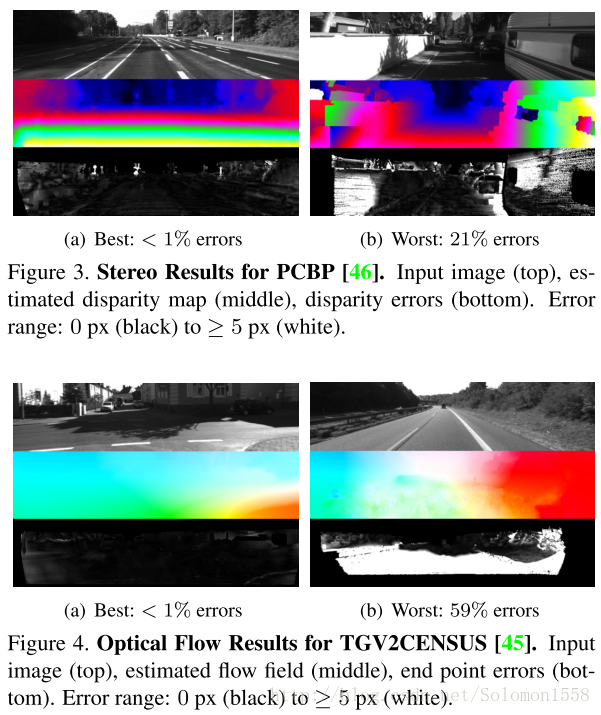 (a) Best: < 1% errors
(b) Worst: 21% errors
Figure 3. Stereo Results for PCBP [46]. Input image (top), es-
timated disparity map (middle), disparity errors (bottom). Error
range: 0 px (black) to ≥ 5 px (white).
(a) Best: < 1% errors
(b) Worst: 59% errors
Figure 4. Optical Flow Results for TGV2CENSUS [45]. Input
image (top), estimated flow field (middle), end point errors (bot-
tom). Error range: 0 px (black) to ≥ 5 px (white).